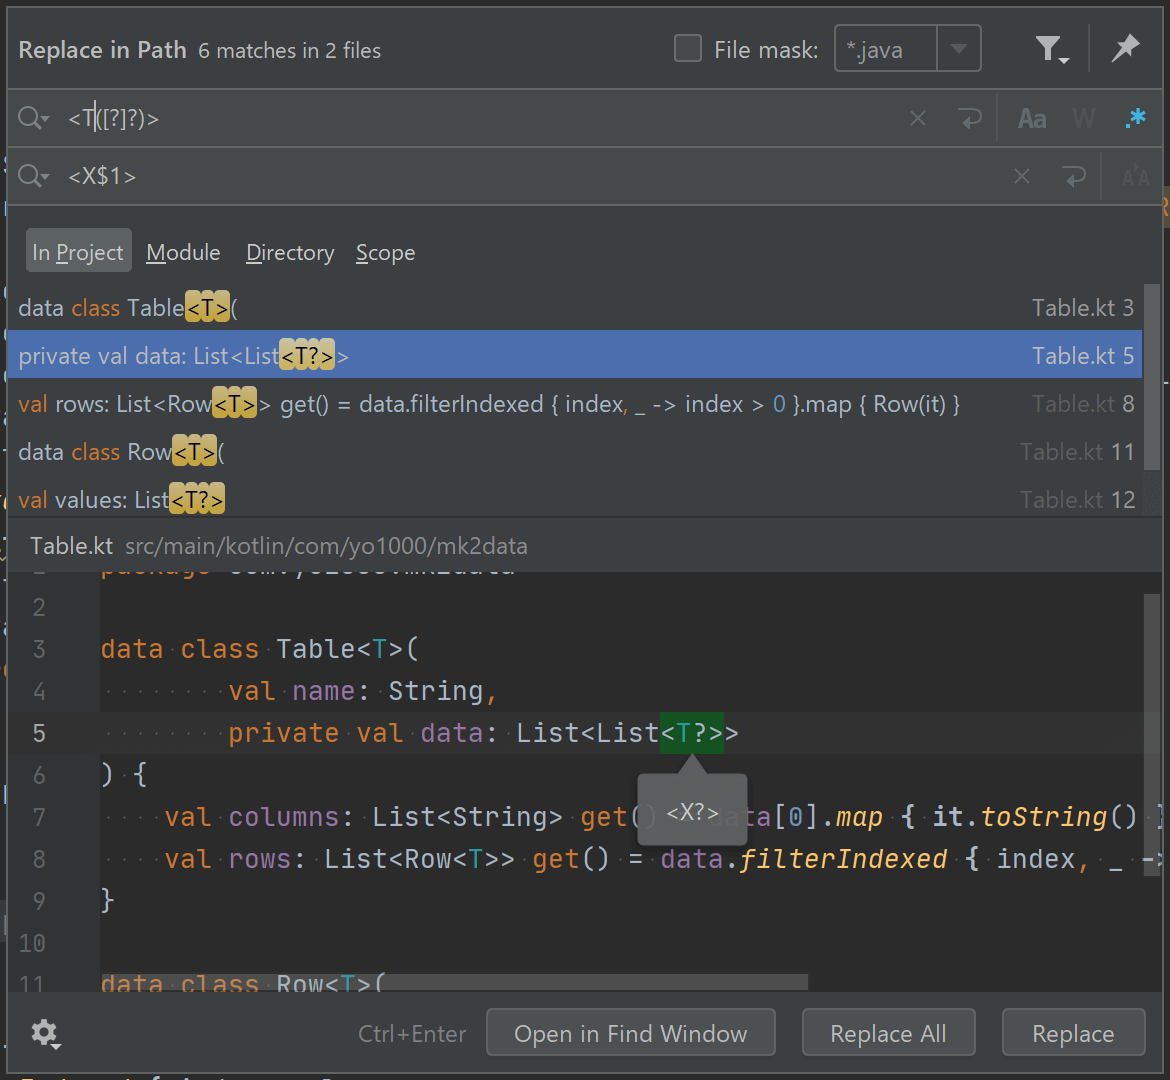 Replace in Path 6 matches in 2 files File mask: *.java
<T([?]?)> Aa W .*
<X$1>
In Project Module Directory Scope
data class Table<T>( Table.kt 3
private val data: List<List<T?>> Table.kt 5
val rows: List<Row<T>> get() = data.filterIndexed { index, _ -> index > 0 }.map { Row(it) } Table.kt 8
data class Row<T>( Table.kt 11
val values: List<T?> Table.kt 12
Table.kt src/main/kotlin/com/yo1000/mk2data
2
3 data class Table<T>(
4 val name: String,
5 private val data: List<List<T?>>
6 ) {
<X?>
7 val columns: List<String> get() data[0].map { it.toString() }
8 val rows: List<Row<T>> get() = data.filterIndexed { index, _ ->
9 }
10
11 data class Row<T>(
Ctrl+Enter Open in Find Window Replace All Replace